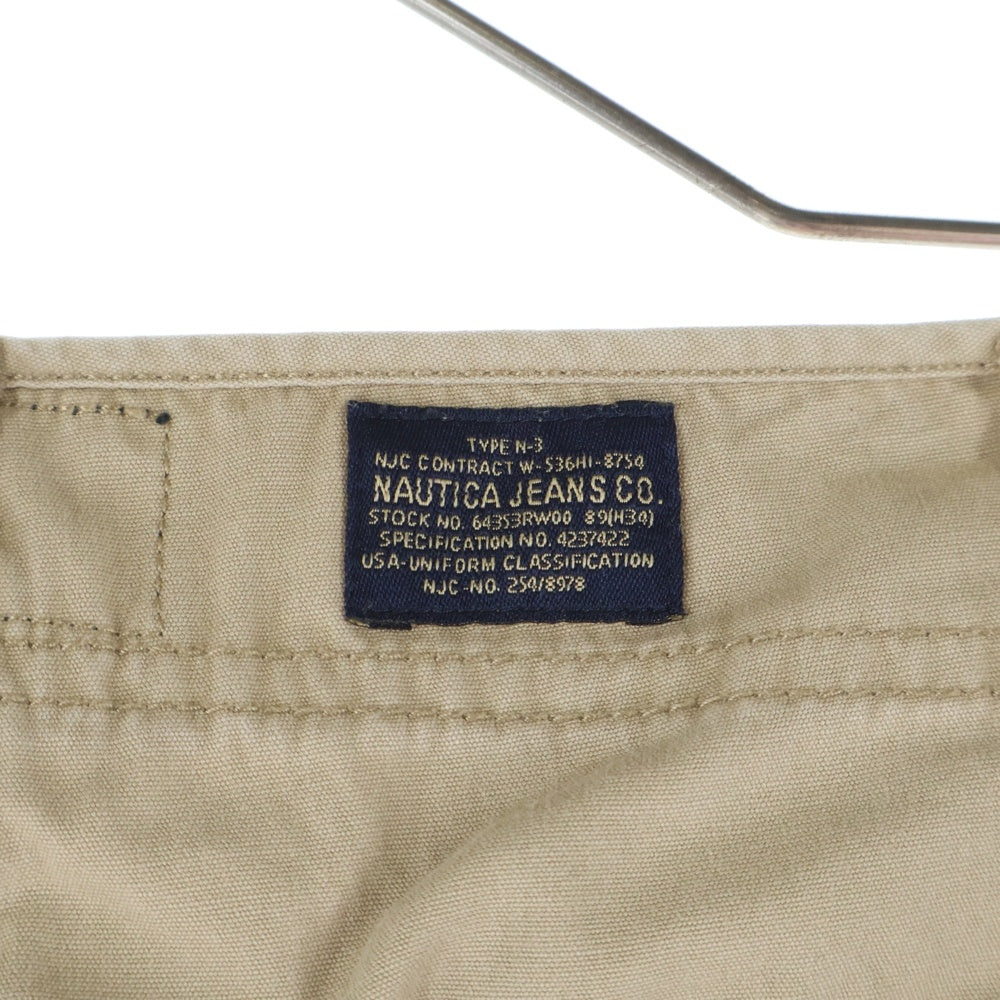 TYPE N-3
NJC CONTRACT W-536HI-8754
NAUTICA JEANS CO.
STOCK NO. 64353RW00 89(H34)
SPECIFICATION NO. 4237422
USA-UNIFORM CLASSIFICATION
NJC-NO. 254/8978